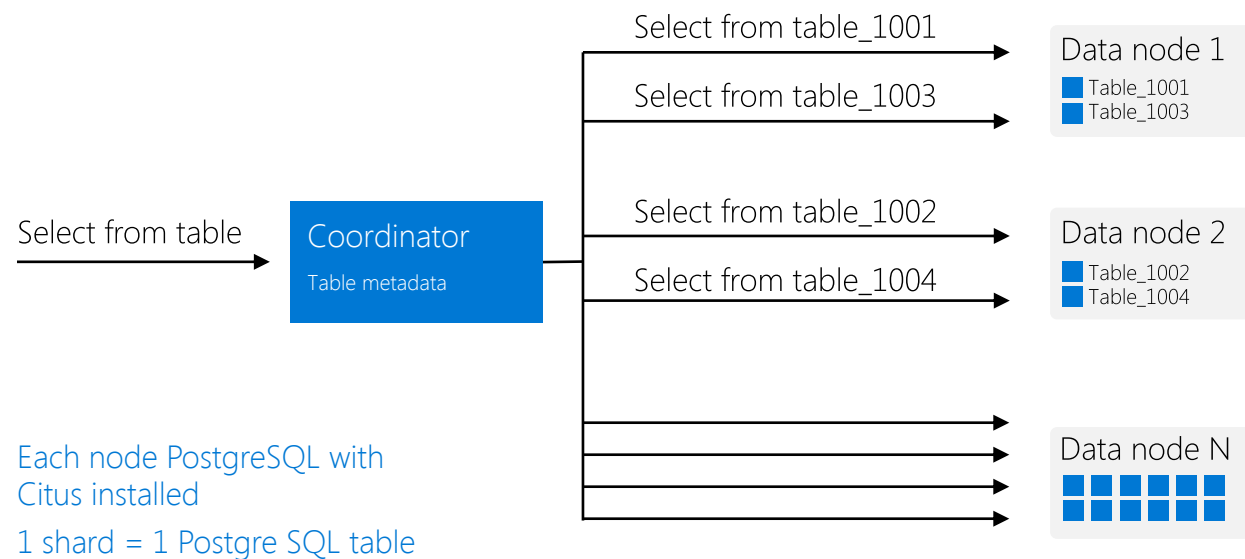 Select from table_1001
Data node 1
Table_1001
Table_1003
Select from table_1003
Select from table
Coordinator
Table metadata
Select from table_1002
Data node 2
Table_1002
Table_1004
Select from table_1004
Each node PostgreSQL with
Citus installed
1 shard = 1 Postgre SQL table
Data node N